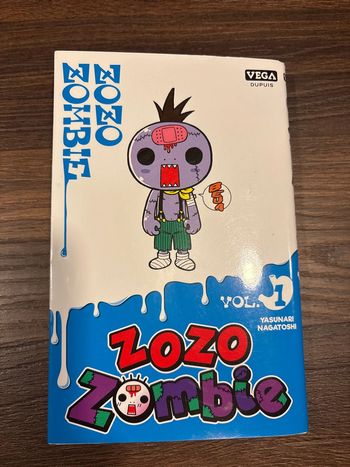 ZOZO
ZOMBIE
VEGA
DUPUIS
VOL. 1
YASUNARI
NAGATOSHI
ZOZO
Zombie